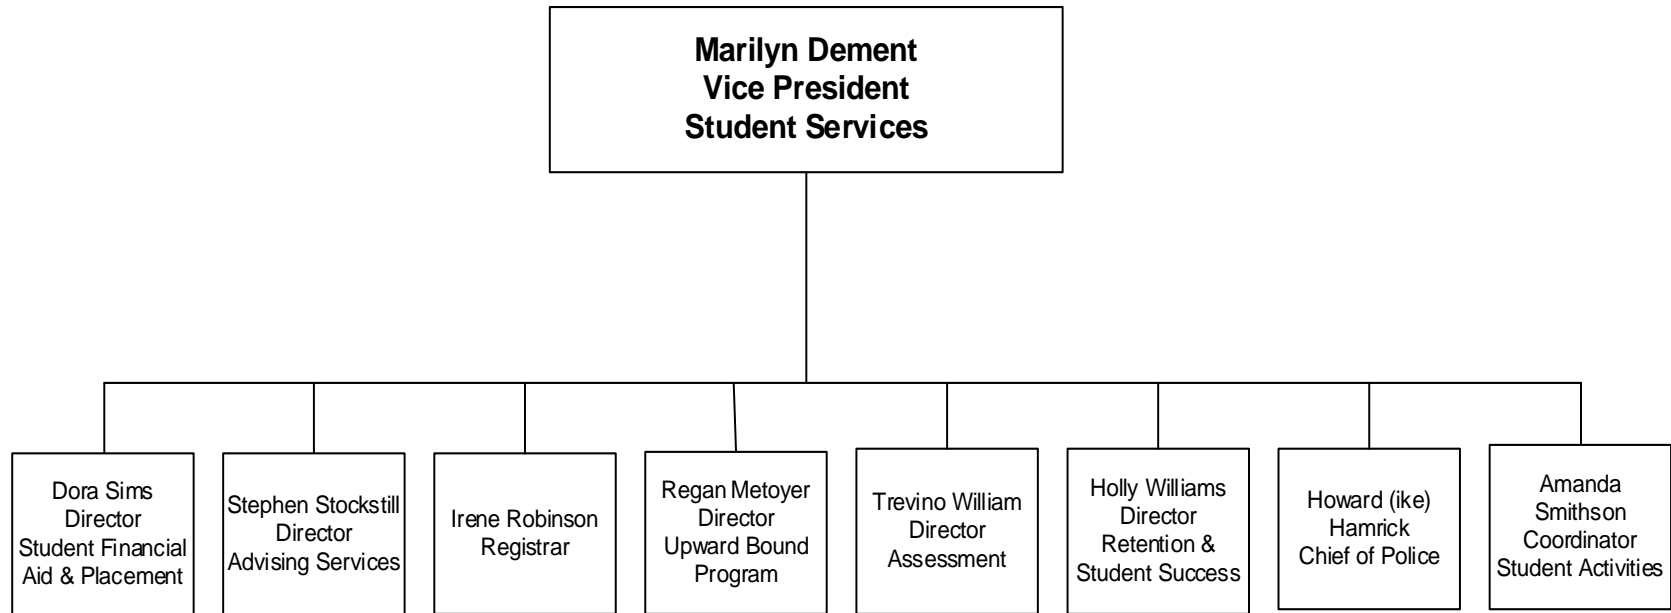 Marilyn Dement
Vice President
Student Services
Dora Sims
Director
Student Financial
Aid & Placement
Stephen Stockstill
Director
Advising Services
Irene Robinson
Registrar
Regan Metoyer
Director
Upward Bound
Program
Trevino William
Director
Assessment
Holly Williams
Director
Retention &
Student Success
Howard (ike)
Hamrick
Chief of Police
Amanda
Smithson
Coordinator
Student Activities